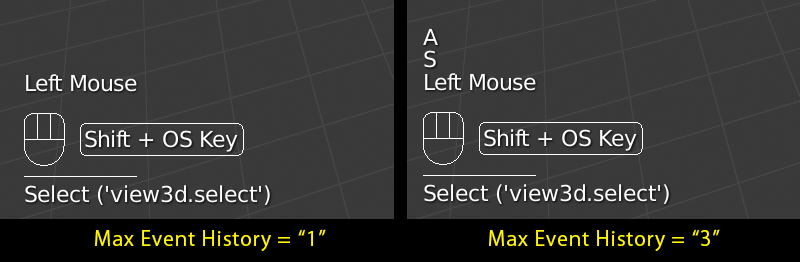 Left Mouse
Shift + OS Key
Select ('view3d.select')
Max Event History = “1”
A
S
Left Mouse
Shift + OS Key
Select ('view3d.select')
Max Event History = “3”